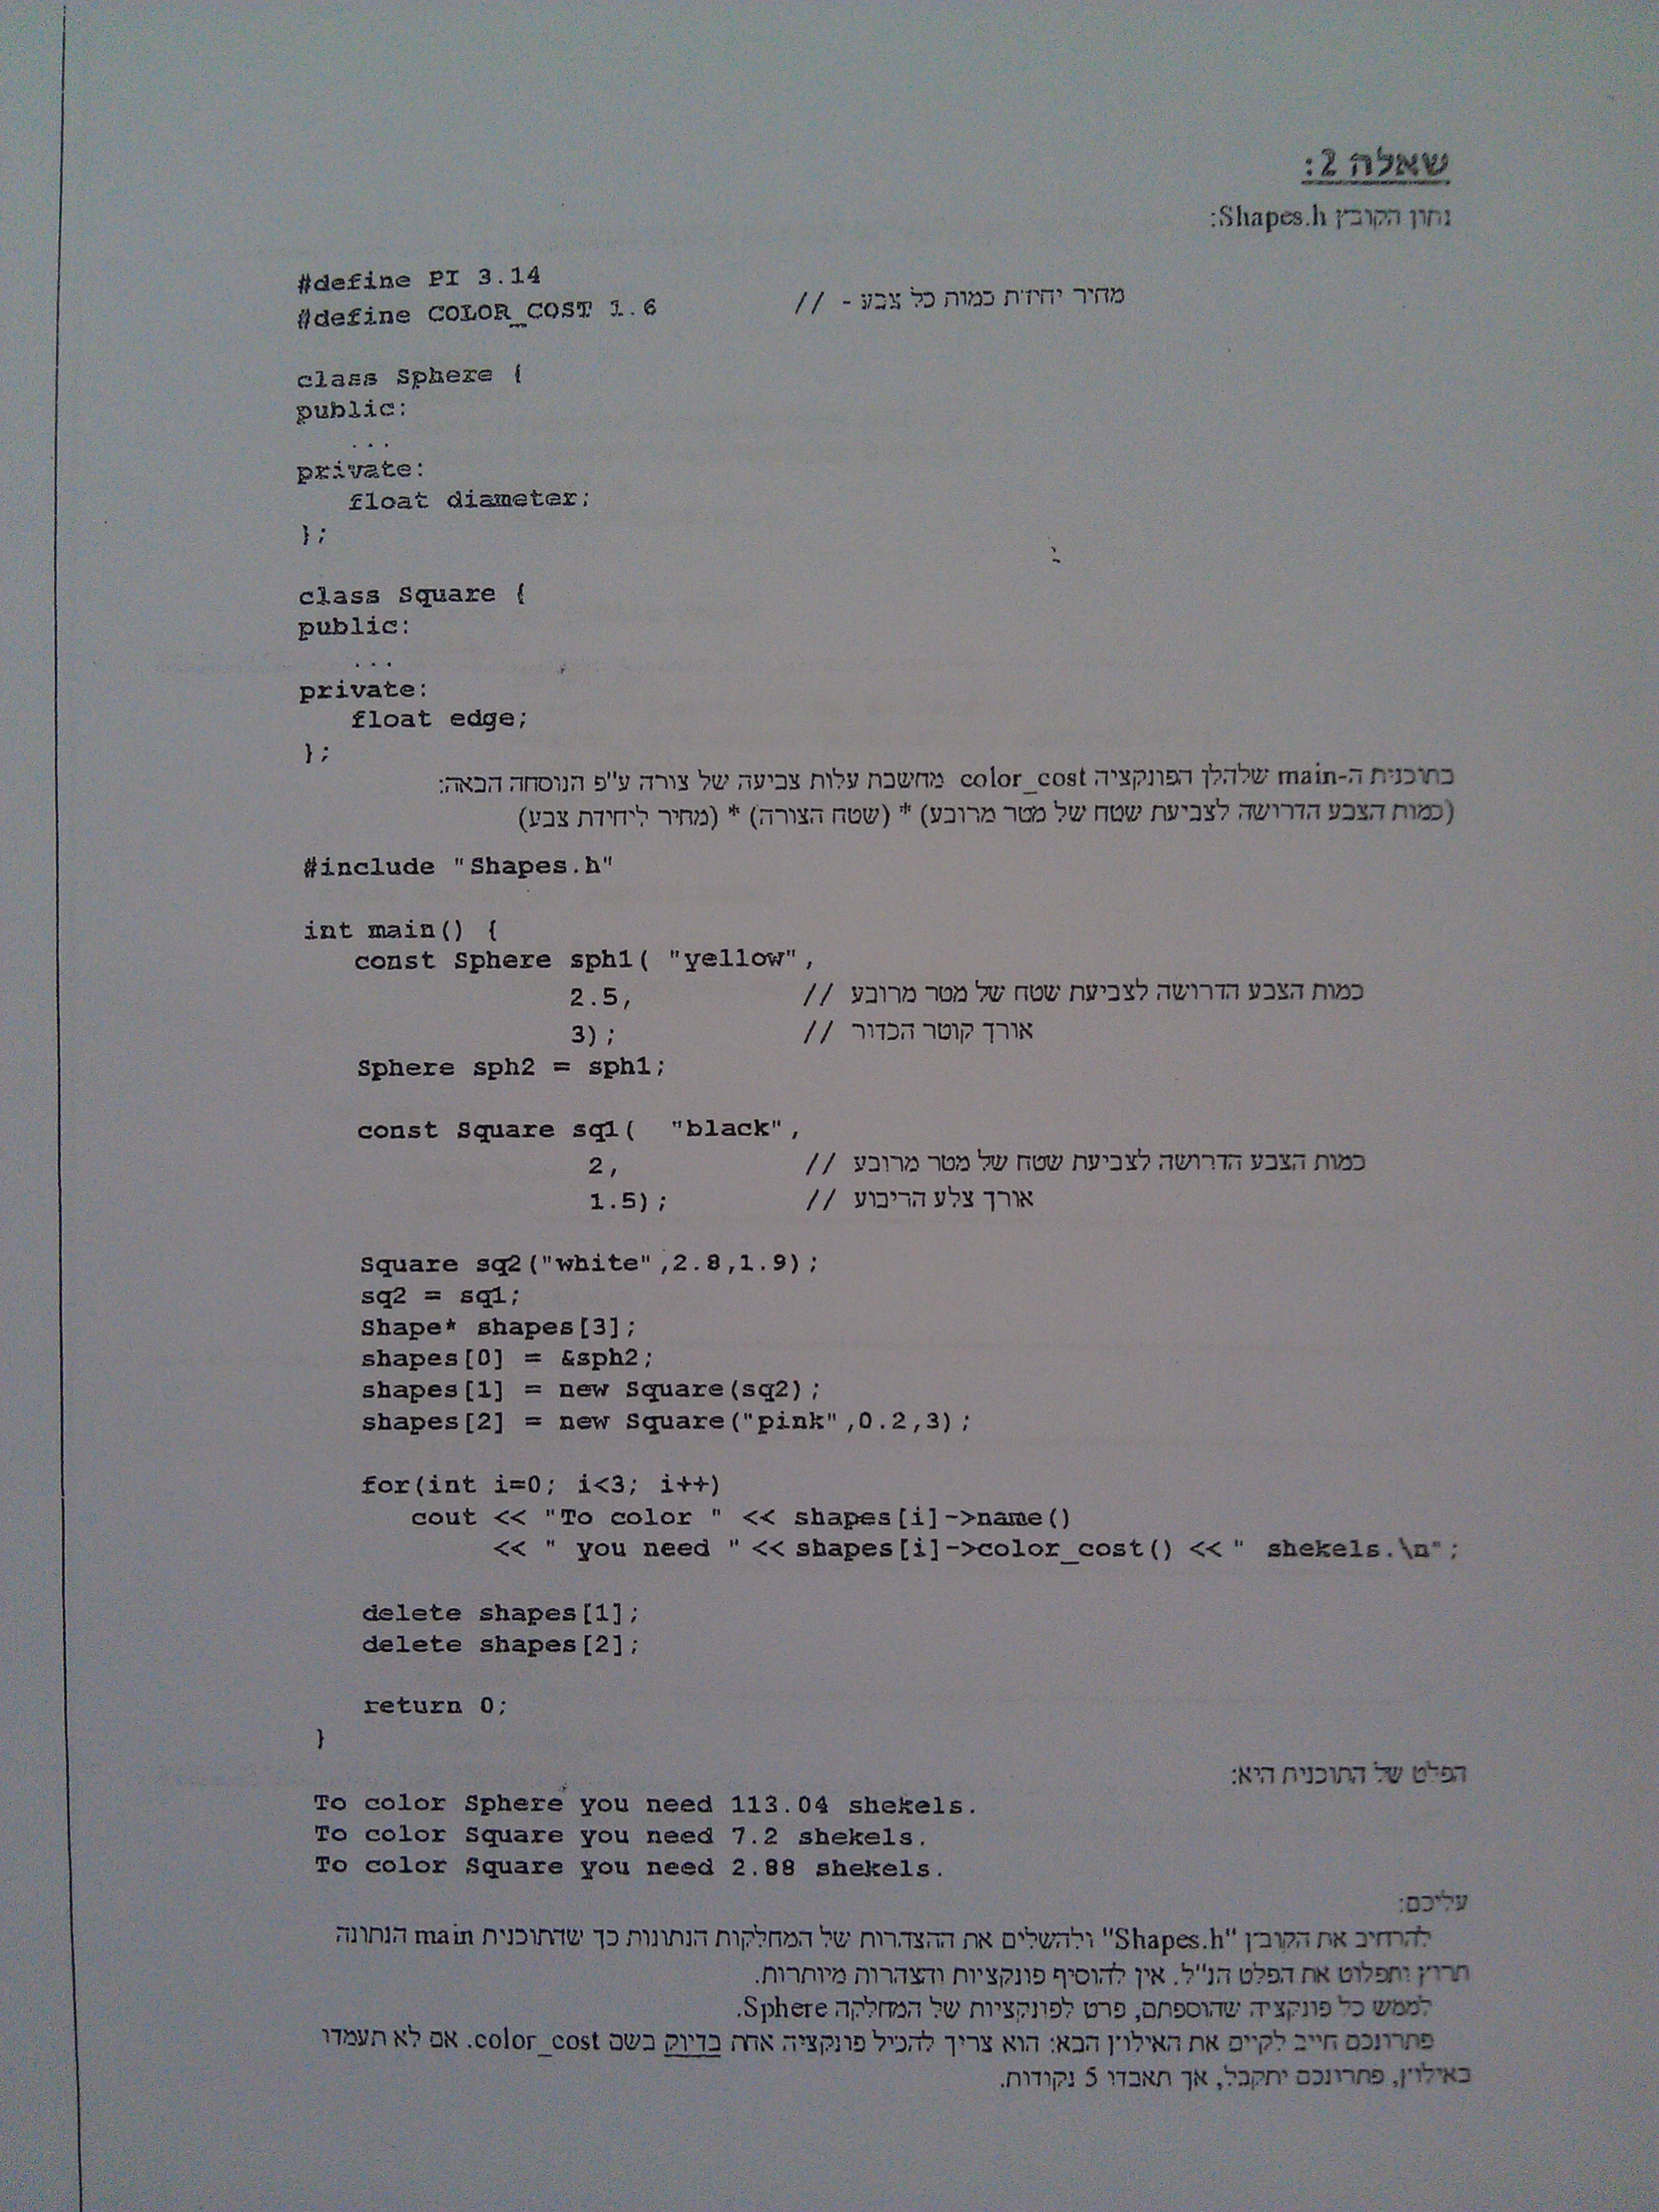 שאלה 2:
נתון הקובץ Shapes.h:
#define PI 3.14
#define COLOR_COST 1.6 // - מחיר יחידת כמות כל צבע
class Sphere {
public:
...
private:
float diameter;
};
class Square {
public:
...
private:
float edge;
};
בתוכנית ה-main שלהלן הפונקציה color_cost מחשבת עלות צביעה של צורה ע"פ הנוסחה הבאה:
(כמות הצבע הדרושה לצביעת שטח של מטר מרובע) * (שטח הצורה) * (מחיר ליחידת צבע)
#include "Shapes.h"
int main() {
const Sphere sph1( "yellow",
2.5, // כמות הצבע הדרושה לצביעת שטח של מטר מרובע
3); // אורך קוטר הכדור
Sphere sph2 = sph1;
const Square sq1( "black",
2, // כמות הצבע הדרושה לצביעת שטח של מטר מרובע
1.5); // אורך צלע הריבוע
Square sq2("white",2.8,1.9);
sq2 = sq1;
Shape* shapes[3];
shapes[0] = &sph2;
shapes[1] = new Square(sq2);
shapes[2] = new Square("pink",0.2,3);
for(int i=0; i<3; i++)
cout << "To color " << shapes[i]->name()
<< " you need " << shapes[i]->color_cost() << " shekels.\n";
delete shapes[1];
delete shapes[2];
return 0;
}
הפלט של התוכנית היא:
To color Sphere you need 113.04 shekels.
To color Square you need 7.2 shekels.
To color Square you need 2.88 shekels.
עליכם:
להרחיב את הקובץ "Shapes.h" ולהשלים את ההצהרות של המחלקות הנתונות כך שהתוכנית main הנתונה
תרוץ ותפלוט את הפלט הנ"ל. אין להוסיף פונקציות והצהרות מיותרות.
לממש כל פונקציה שהוספתם, פרט לפונקציות של המחלקה Sphere.
פתרונכם חייב לקיים את האילוץ הבא: הוא צריך להכיל פונקציה אחת בדיוק בשם color_cost. אם לא תעמדו
באילוץ, פתרונכם יתקבל, אך תאבדו 5 נקודות.